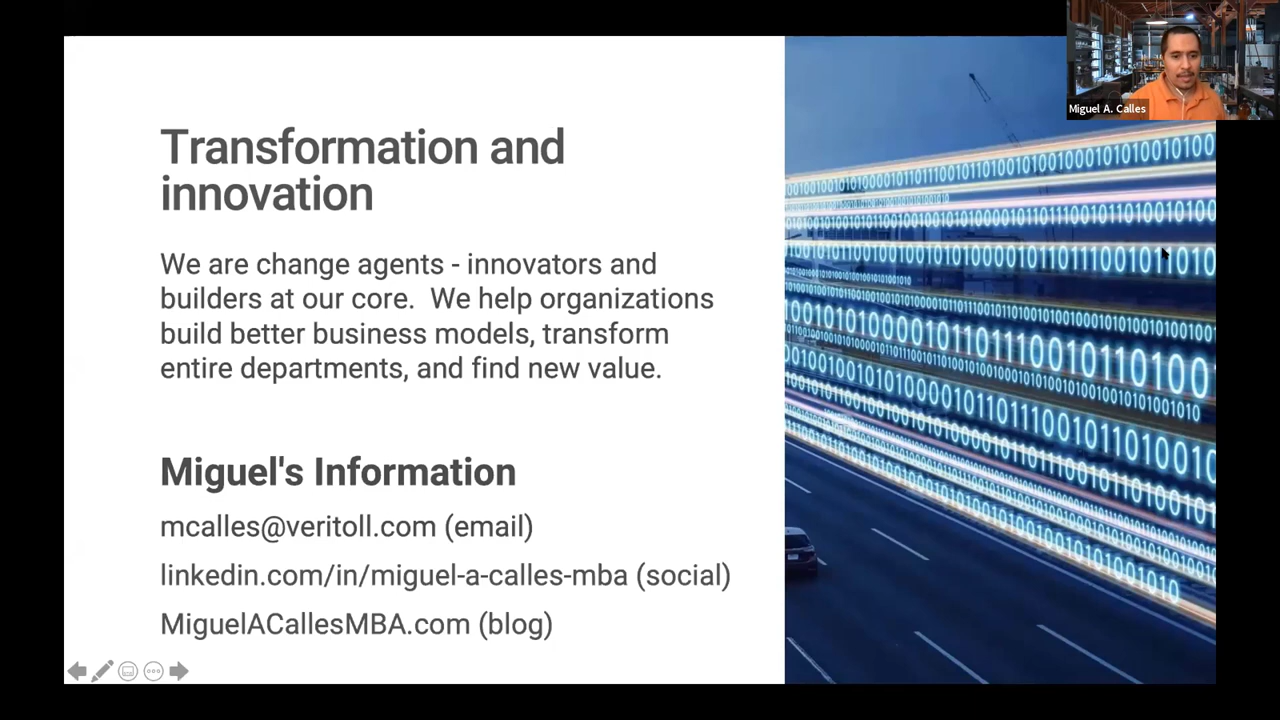 Transformation and
innovation
We are change agents - innovators and
builders at our core.  We help organizations
build better business models, transform
entire departments, and find new value.
Miguel's Information
mcalles@veritoll.com (email)
linkedin.com/in/miguel-a-calles-mba (social)
MiguelACallesMBA.com (blog)
Miguel A. Calles